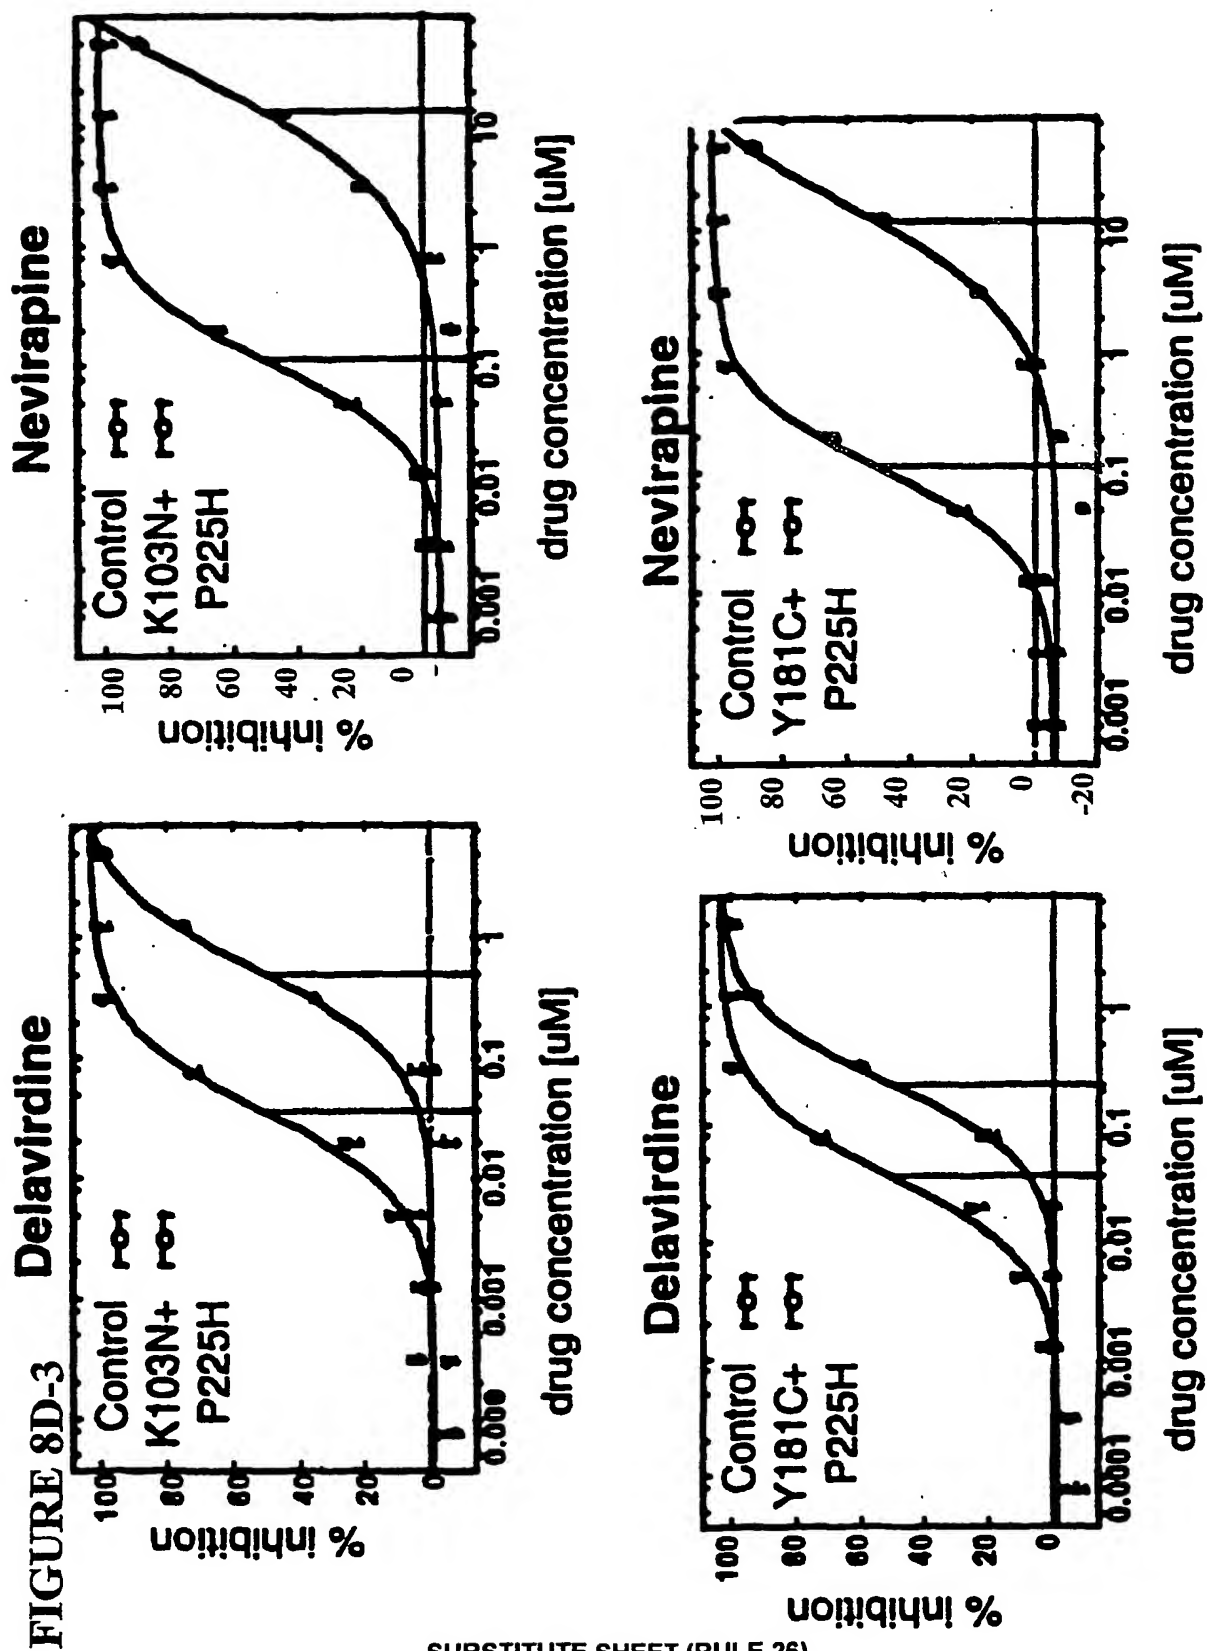 FIGURE 8D-3
Delavirdine
Control
K103N+
P225H
% inhibition
100
80
60
40
20
0
0.000
0.001
0.01
0.1
1
drug concentration [uM]
Nevirapine
Control
K103N+
P225H
% inhibition
100
80
60
40
20
0
0.001
0.01
0.1
1
10
drug concentration [uM]
Delavirdine
Control
Y181C+
P225H
% inhibition
100
80
60
40
20
0
0.0001
0.001
0.01
0.1
1
drug concentration [uM]
Nevirapine
Control
Y181C+
P225H
% inhibition
100
80
60
40
20
0
-20
0.001
0.01
0.1
1
10
drug concentration [uM]
SUBSTITUTE SHEET (RULE 26)